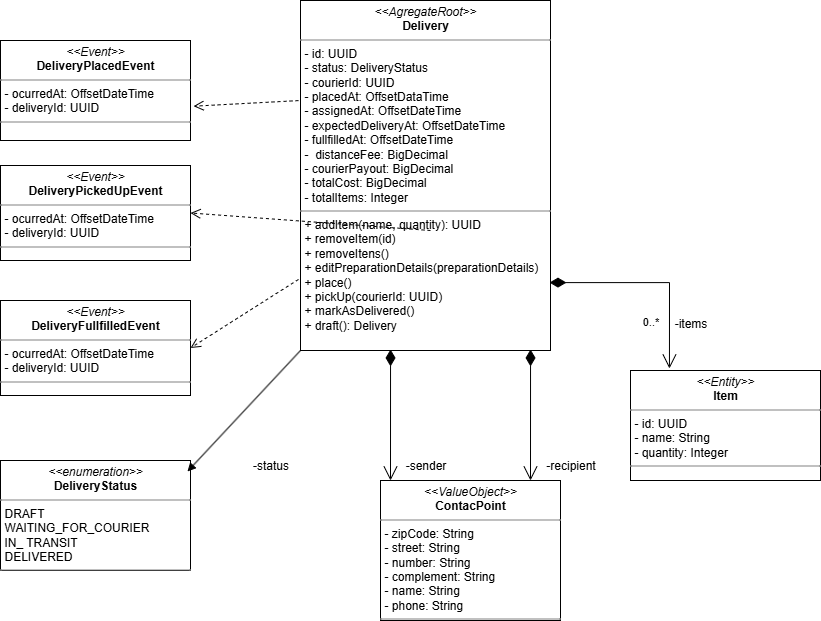 <<AgregateRoot>>
Delivery
- id: UUID
- status: DeliveryStatus
- courierId: UUID
- placedAt: OffsetDataTime
- assignedAt: OffsetDateTime
- expectedDeliveryAt: OffsetDateTime
- fullfilledAt: OffsetDateTime
- distanceFee: BigDecimal
- courierPayout: BigDecimal
- totalCost: BigDecimal
- totalItems: Integer
+ addItem(name, quantity): UUID
+ removeItem(id)
+ removeItens()
+ editPreparationDetails(preparationDetails)
+ place()
+ pickUp(courierId: UUID)
+ markAsDelivered()
+ draft(): Delivery
<<Event>>
DeliveryPlacedEvent
- ocurredAt: OffsetDateTime
- deliveryId: UUID
<<Event>>
DeliveryPickedUpEvent
- ocurredAt: OffsetDateTime
- deliveryId: UUID
<<Event>>
DeliveryFullfilledEvent
- ocurredAt: OffsetDateTime
- deliveryId: UUID
0..*
-items
<<Entity>>
Item
- id: UUID
- name: String
- quantity: Integer
-status
-sender
-recipient
<<enumeration>>
DeliveryStatus
DRAFT
WAITING_FOR_COURIER
IN_ TRANSIT
DELIVERED
<<ValueObject>>
ContacPoint
- zipCode: String
- street: String
- number: String
- complement: String
- name: String
- phone: String